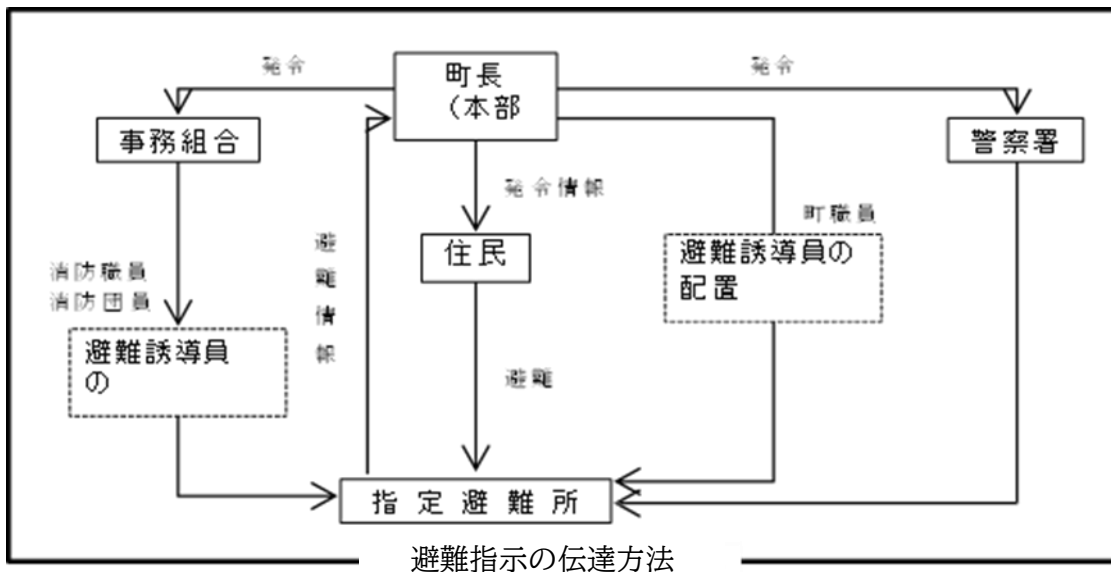 発令
町長
(本部
発令
事務組合
警察署
発令情報
町職員
避難情報
住民
避難誘導員の
配置
消防職員
消防団員
避難誘導員
の
避難
指定避難所
避難指示の伝達方法